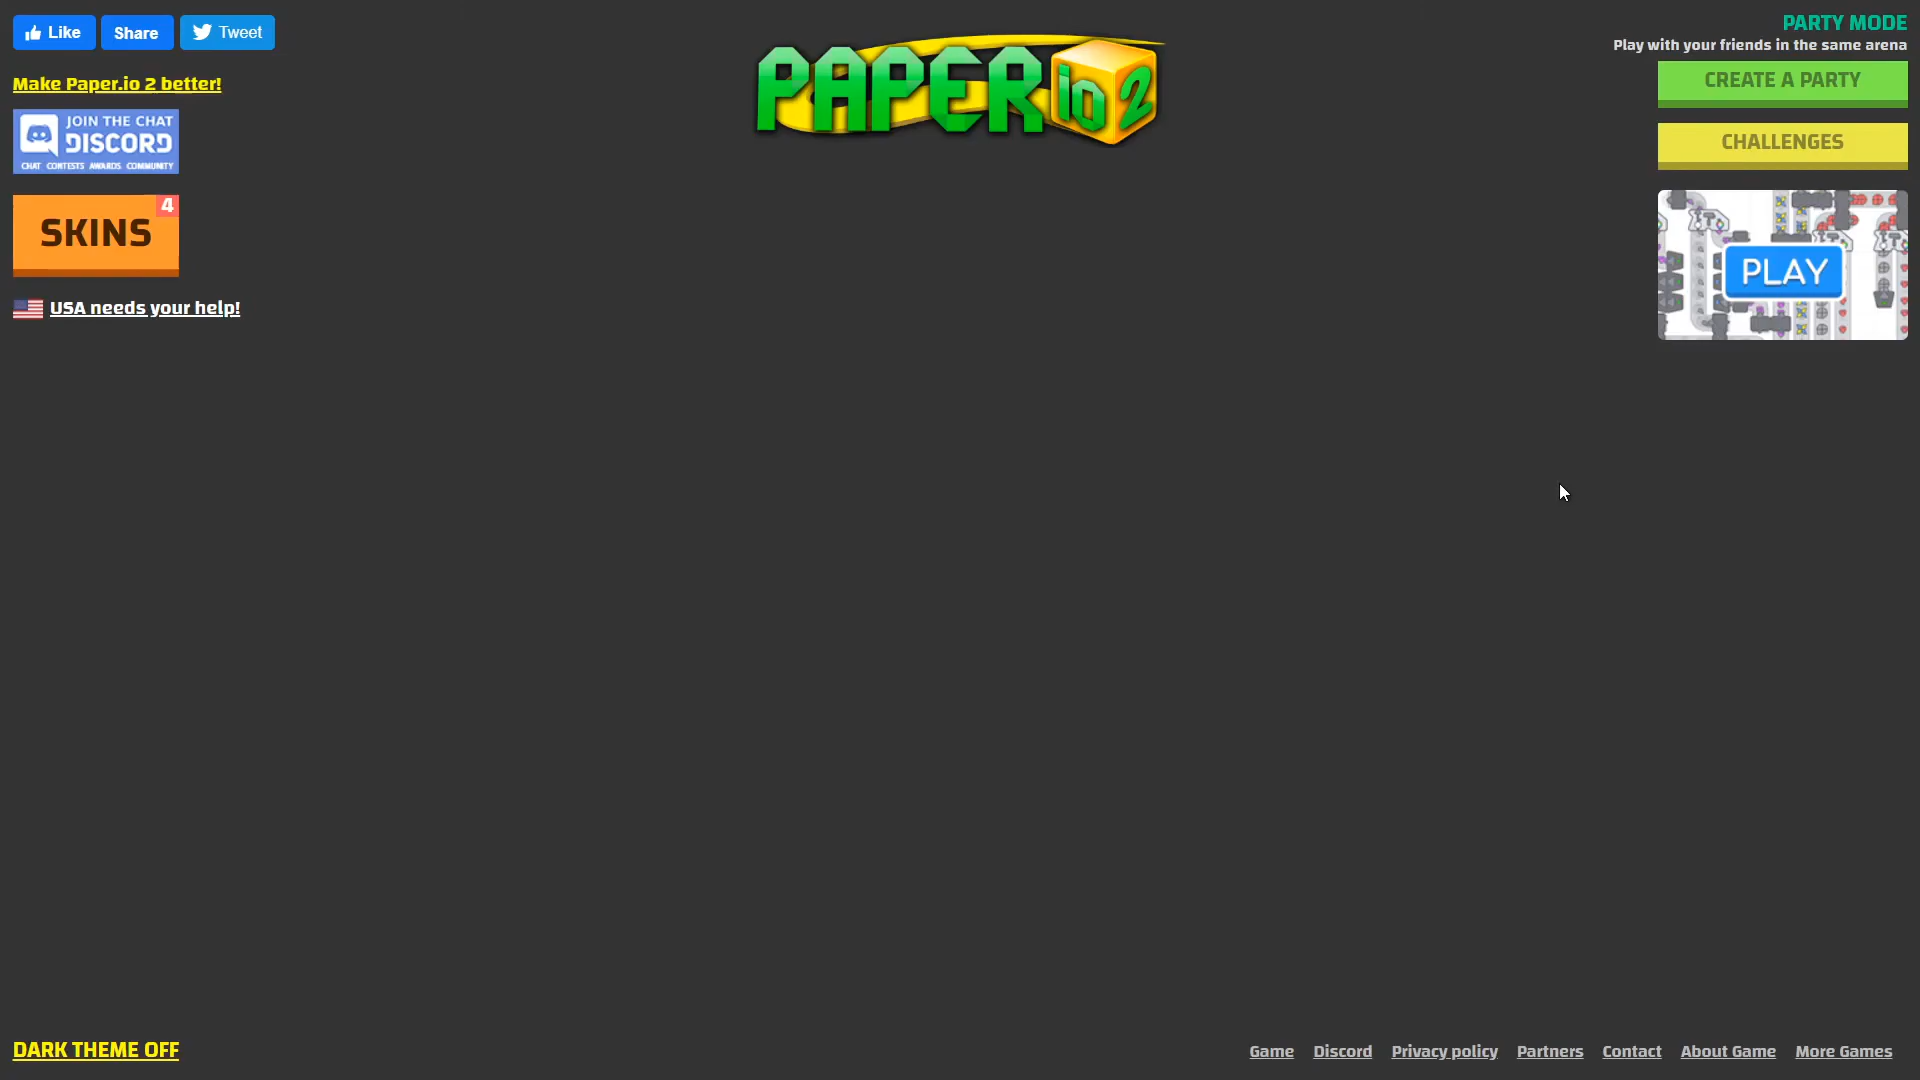 Like
Share
Tweet
Make Paper.io 2 better!
JOIN THE CHAT
DISCORD
CHAT CONTESTS AWARDS COMMUNITY
SKINS
4
USA needs your help!
PAPER io 2
PARTY MODE
Play with your friends in the same arena
CREATE A PARTY
CHALLENGES
PLAY
DARK THEME OFF
Game Discord Privacy policy Partners Contact About Game More Games